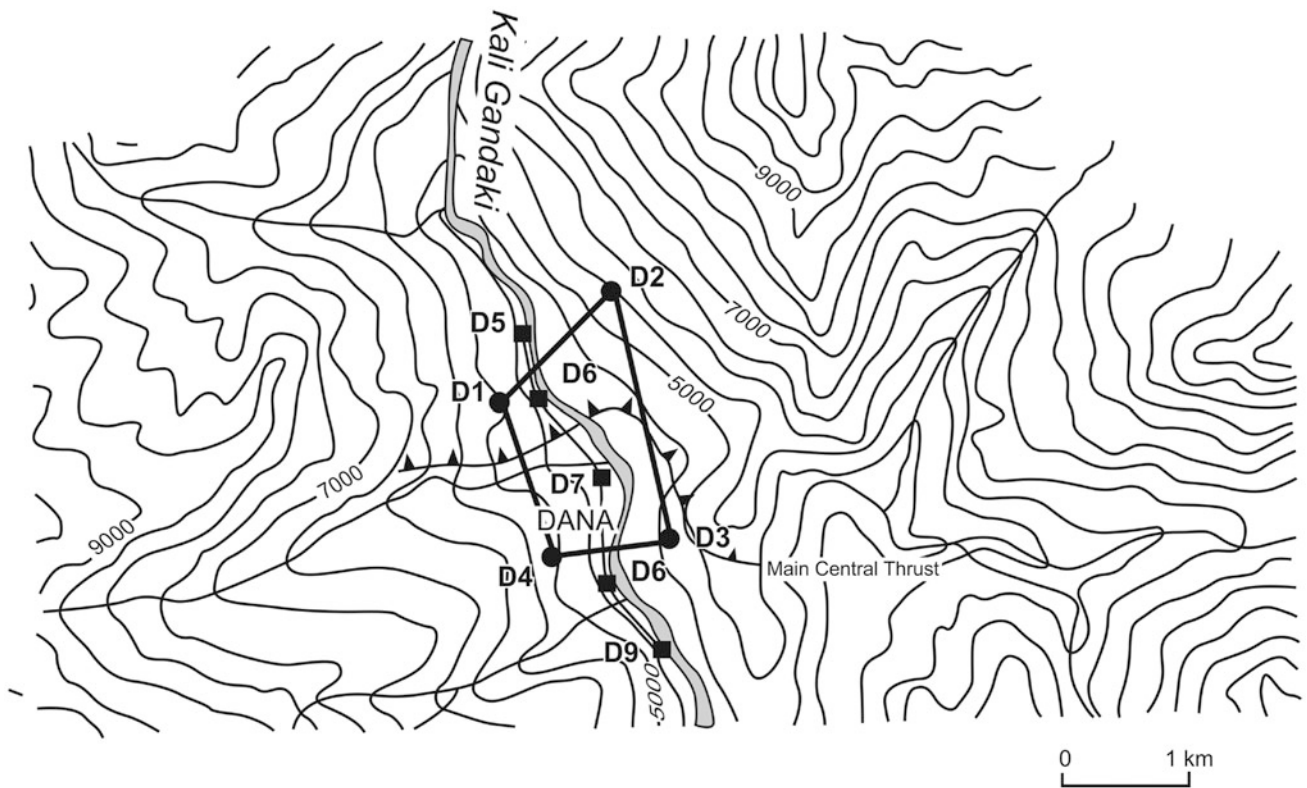 Kali Gandaki
9000
D2
7000
D5
D6
D1
5000
7000
D7
9000
DANA
D3
Main Central Thrust
D4
D6
D9
5000
0 1 km